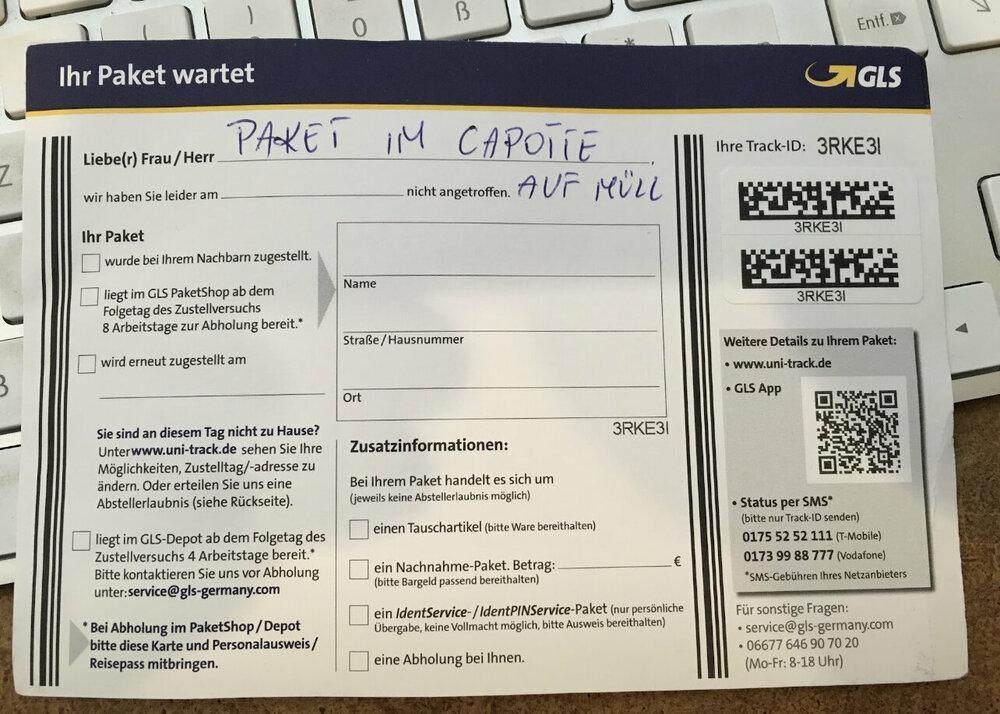 ß
)
0
Entf.
Z
Ihr Paket wartet
GLS
PAKET IM CAPOTTE
Liebe(r) Frau / Herr
wir haben Sie leider am nicht angetroffen. AUF MÜLL
Ihr Paket
wurde bei Ihrem Nachbarn zugestellt.
liegt im GLS PaketShop ab dem
Folgetag des Zustellversuchs
8 Arbeitstage zur Abholung bereit.*
wird erneut zugestellt am
Name
Straße / Hausnummer
Ort
3RKE3I
Sie sind an diesem Tag nicht zu Hause?
Unter www.uni-track.de sehen Sie Ihre
Möglichkeiten, Zustelltag/-adresse zu
ändern. Oder erteilen Sie uns eine
Abstellerlaubnis (siehe Rückseite).
liegt im GLS-Depot ab dem Folgetag des
Zustellversuchs 4 Arbeitstage bereit.*
Bitte kontaktieren Sie uns vor Abholung
unter: service@gls-germany.com
* Bei Abholung im PaketShop / Depot
bitte diese Karte und Personalausweis /
Reisepass mitbringen.
Zusatzinformationen:
Bei Ihrem Paket handelt es sich um
(jeweils keine Abstellerlaubnis möglich)
einen Tauschartikel (bitte Ware bereithalten)
ein Nachnahme-Paket. Betrag: €
(bitte Bargeld passend bereithalten)
ein IdentService- / IdentPINService-Paket (nur persönliche
Übergabe, keine Vollmacht möglich, bitte Ausweis bereithalten)
eine Abholung bei Ihnen.
Ihre Track-ID: 3RKE3I
3RKE3I
3RKE3I
Weitere Details zu Ihrem Paket:
• www.uni-track.de
• GLS App
• Status per SMS*
(bitte nur Track-ID senden)
0175 52 52 111 (T-Mobile)
0173 99 88 777 (Vodafone)
*SMS-Gebühren Ihres Netzanbieters
Für sonstige Fragen:
• service@gls-germany.com
• 06677 646 90 70 20
(Mo-Fr: 8-18 Uhr)